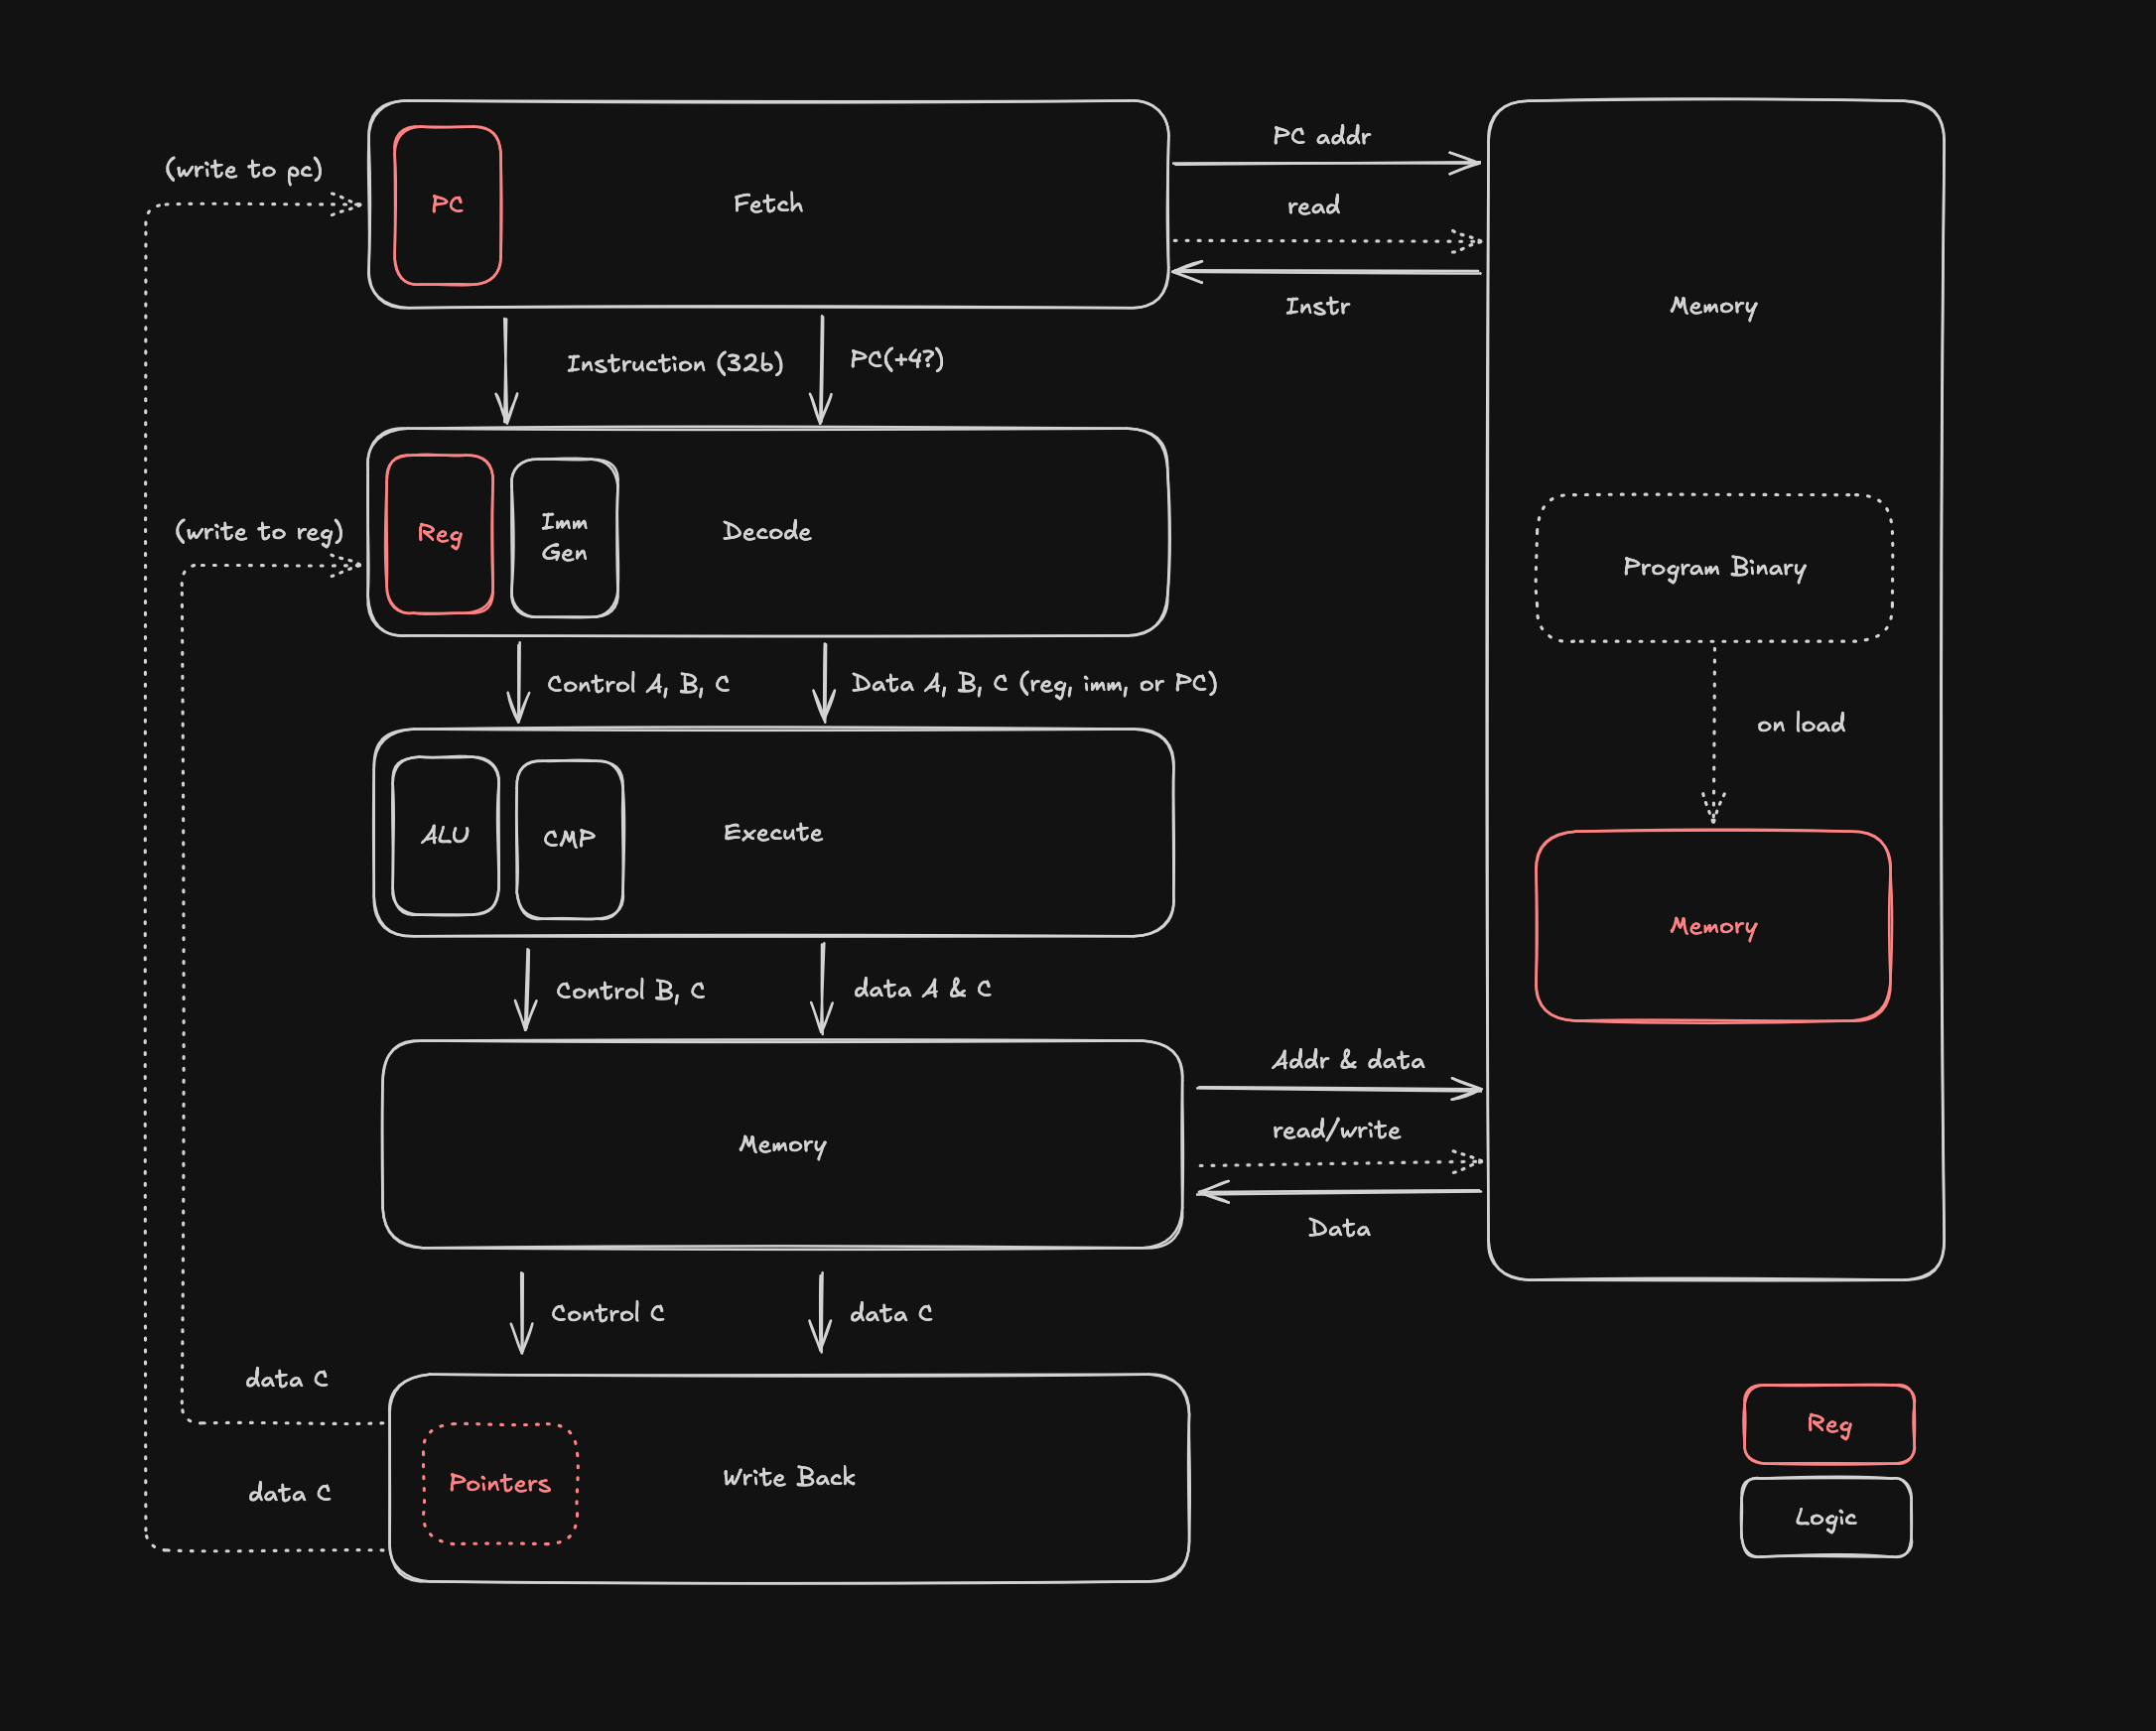 PC addr
(write to pc)
PC
Fetch
read
Instr
Memory
Instruction (32b)
PC(+4?)
(write to reg)
Reg
Imm
Gen
Decode
Program Binary
Control A, B, C
Data A, B, C (reg, imm, or PC)
on load
ALU
CMP
Execute
Memory
Control B, C
data A & C
Addr & data
Memory
read/write
Data
Control C
data C
data C
Pointers
Write Back
data C
Reg
Logic